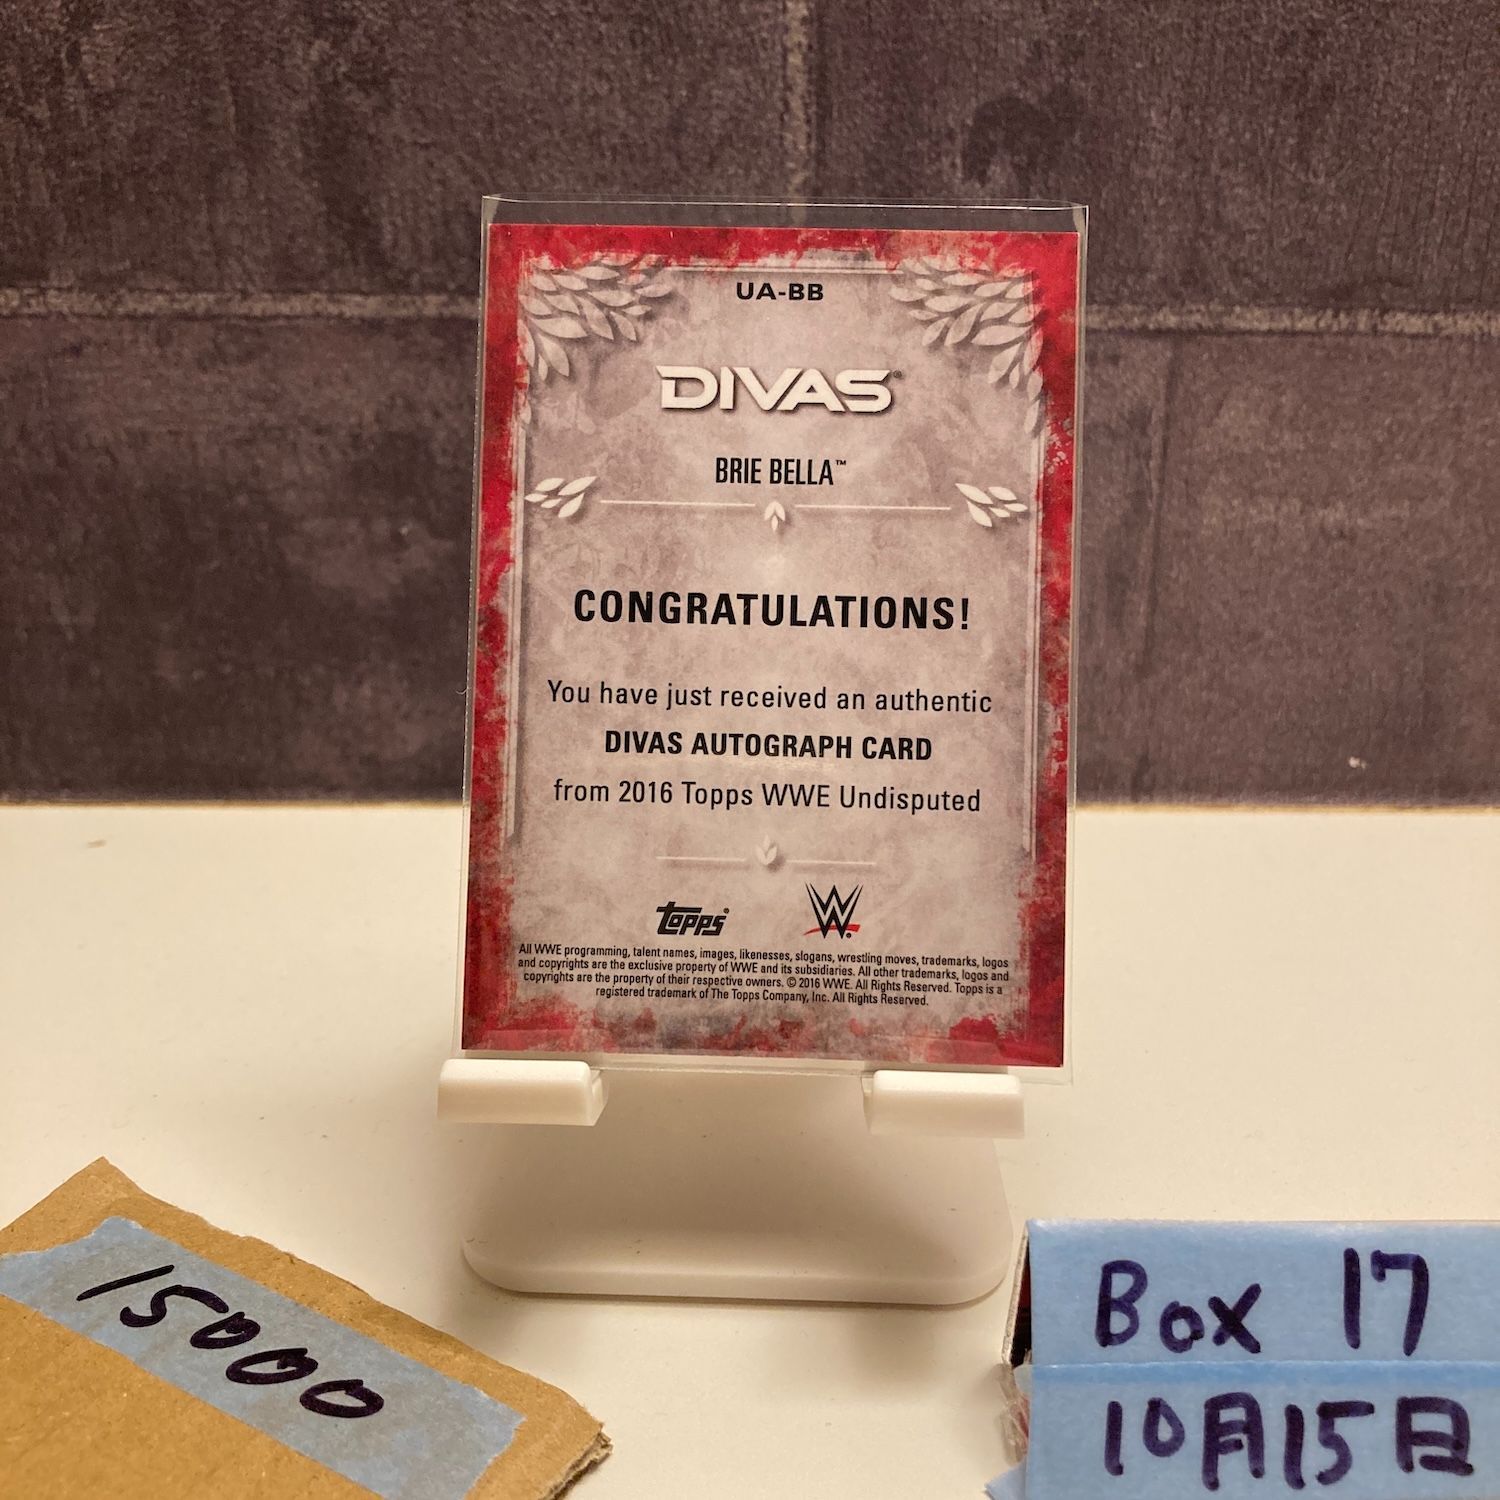 UA-BB
DIVAS®
BRIE BELLA™
CONGRATULATIONS!
You have just received an authentic
DIVAS AUTOGRAPH CARD
from 2016 Topps WWE Undisputed
topps®
W
All WWE programming, talent names, images, likenesses, slogans, wrestling moves, trademarks, logos
and copyrights are the exclusive property of WWE and its subsidiaries. All other trademarks, logos and
copyrights are the property of their respective owners. © 2016 WWE. All Rights Reserved. Topps is a
registered trademark of The Topps Company, Inc. All Rights Reserved.
15000
Box 17
10月15日